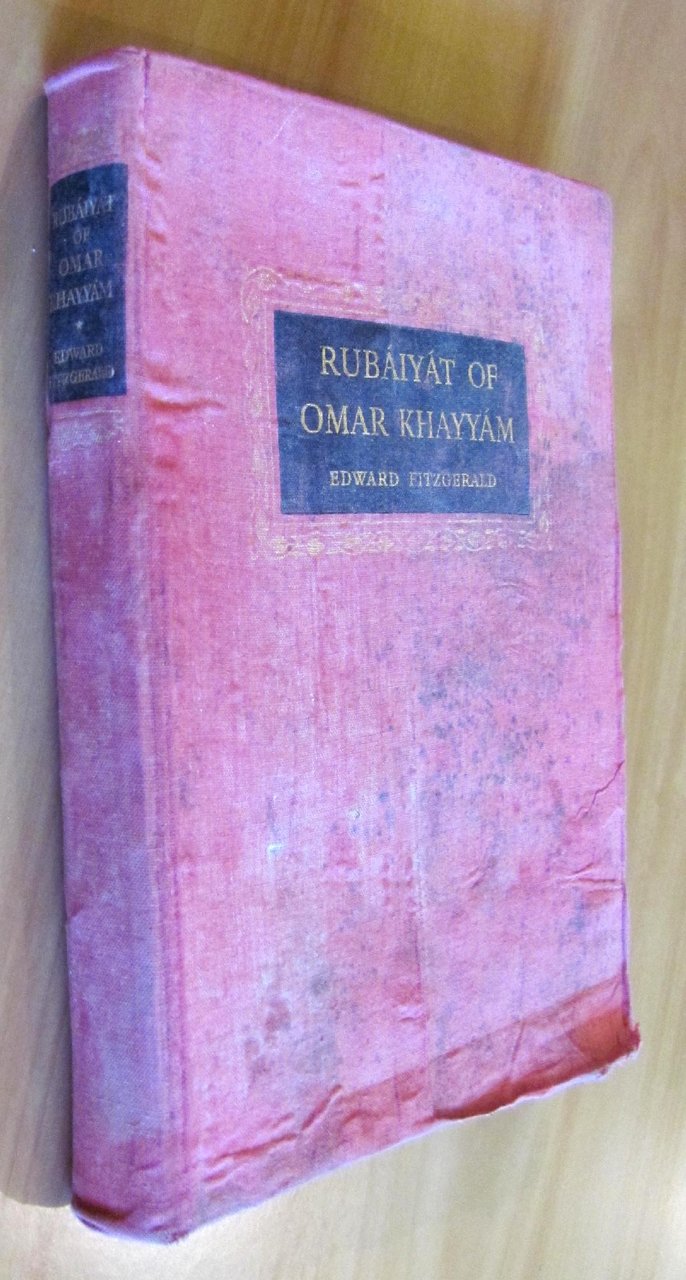 RUBÁIYÁT
OF
OMAR
KHAYYÁM
*
EDWARD
FITZGERALD
RUBÁIYÁT OF
OMAR KHAYYÁM
EDWARD FITZGERALD